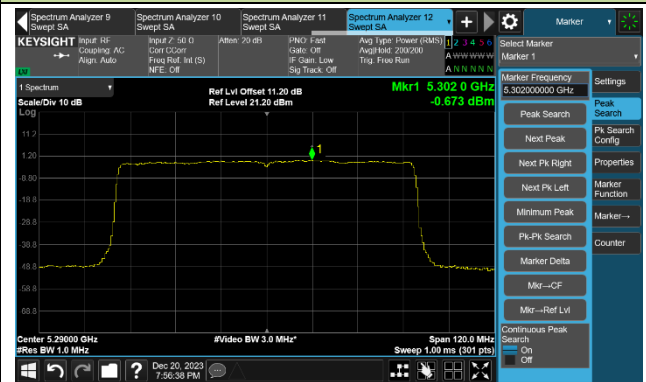 Spectrum Analyzer 9
Swept SA
Spectrum Analyzer 10
Swept SA
Spectrum Analyzer 11
Swept SA
Spectrum Analyzer 12
Swept SA
Marker
KEYSIGHT
Input: RF
Coupling: AC
Align: Auto
Input Z: 50 Ω
Corr CCorr
Freq Ref: Int (S)
NFE: Off
Atten: 20 dB
PNO: Fast
Gate: Off
IF Gain: Low
Sig Track: Off
Avg Type: Power (RMS)
Avg|Hold: 200/200
Trig: Free Run
1 2 3 4 5 6
A W W W W W
A N N N N N
Select Marker
Marker 1
Marker Frequency
5.302000000 GHz
Settings
Peak Search
Next Peak
Next Pk Right
Next Pk Left
Minimum Peak
Pk-Pk Search
Marker Delta
Mkr→CF
Mkr→Ref Lvl
Continuous Peak
Search
On
Off
Peak
Search
Pk Search
Config
Properties
Marker
Function
Marker→
Counter
1 Spectrum
Scale/Div 10 dB
Log
Ref Lvl Offset 11.20 dB
Ref Level 21.20 dBm
Mkr1 5.302 0 GHz
-0.673 dBm
1
11.2
1.20
-8.80
-18.8
-28.8
-38.8
-48.8
-58.8
-68.8
Center 5.29000 GHz
#Res BW 1.0 MHz
#Video BW 3.0 MHz*
Span 120.0 MHz
Sweep 1.00 ms (301 pts)
?
Dec 20, 2023
7:56:38 PM